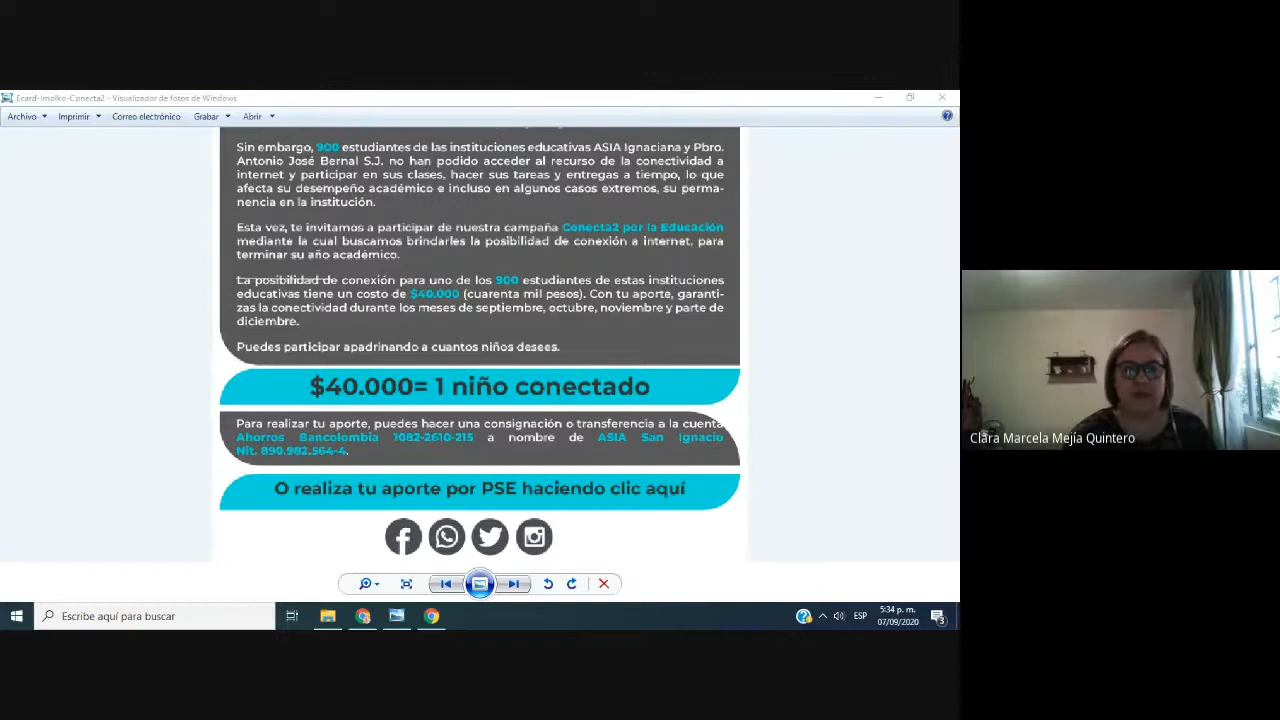 Ecard-Imolko-Conecta2 - Visualizador de fotos de Windows
Archivo Imprimir Correo electrónico Grabar Abrir
Sin embargo, 900 estudiantes de las instituciones educativas ASIA Ignaciana y Pbro.
Antonio José Bernal S.J. no han podido acceder al recurso de la conectividad a
internet y participar en sus clases, hacer sus tareas y entregas a tiempo, lo que
afecta su desempeño académico e incluso en algunos casos extremos, su perma-
nencia en la institución.
Esta vez, te invitamos a participar de nuestra campaña Conecta2 por la Educación
mediante la cual buscamos brindarles la posibilidad de conexión a internet, para
terminar su año académico.
La posibilidad de conexión para uno de los 900 estudiantes de estas instituciones
educativas tiene un costo de $40.000 (cuarenta mil pesos). Con tu aporte, garanti-
zas la conectividad durante los meses de septiembre, octubre, noviembre y parte de
diciembre.
Puedes participar apadrinando a cuantos niños desees.
$40.000= 1 niño conectado
Para realizar tu aporte, puedes hacer una consignación o transferencia a la cuenta
Ahorros Bancolombia 1082-2610-215 a nombre de ASIA San Ignacio
Nit. 890.982.564-4.
O realiza tu aporte por PSE haciendo clic aquí
Clara Marcela Mejía Quintero
Escribe aquí para buscar
ESP
5:34 p. m.
07/09/2020
3